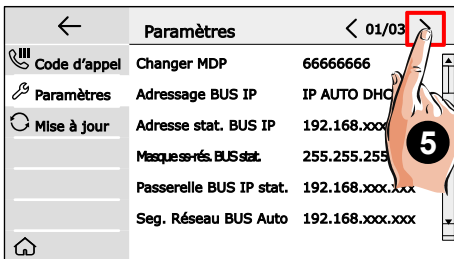 Paramètres 01/03
Code d'appel
Paramètres
Mise à jour
Changer MDP 66666666
Adressage BUS IP IP AUTO DHC
Adresse stat. BUS IP 192.168.xxx
Masque ss-rés. BUS stat. 255.255.255
Passerelle BUS IP stat. 192.168.xxx.xxx
Seg. Réseau BUS Auto 192.168.xxx.xxx
5